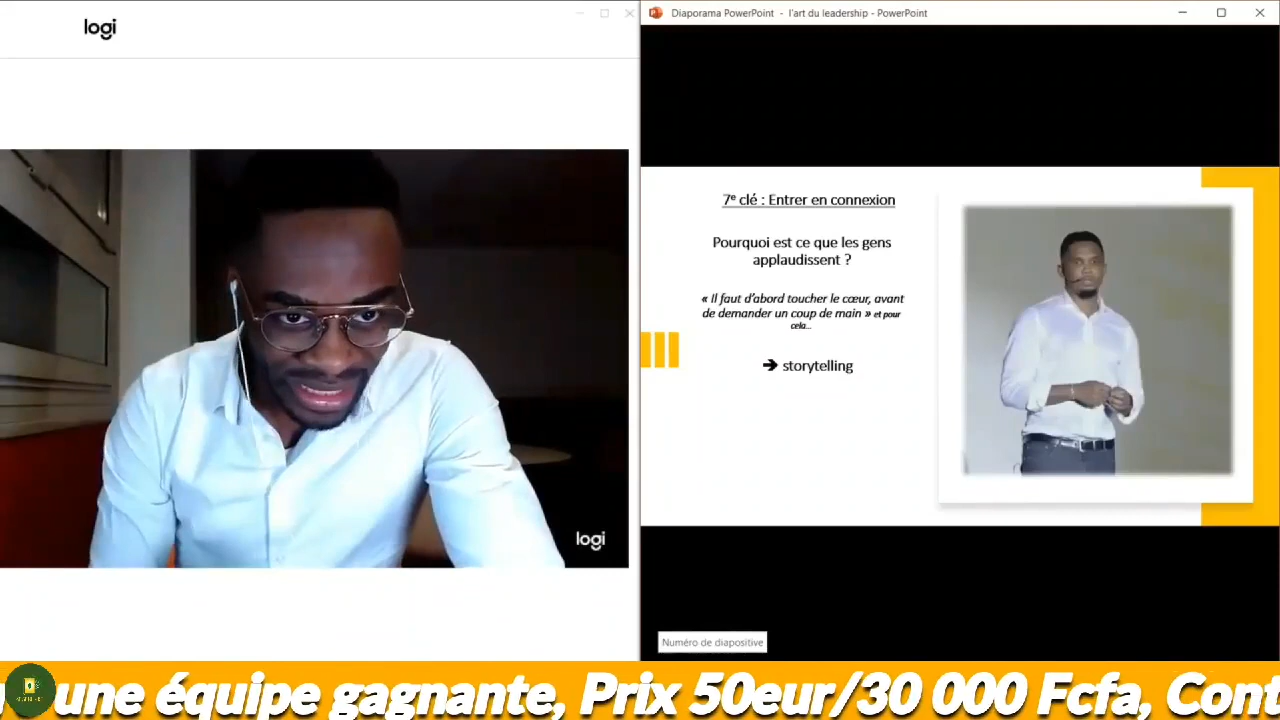 logi
Diaporama PowerPoint - l'art du leadership - PowerPoint
7e clé : Entrer en connexion
Pourquoi est ce que les gens
applaudissent ?
« Il faut d'abord toucher le cœur, avant
de demander un coup de main » et pour
cela...
➔ storytelling
logi
Numéro de diapositive
une équipe gagnante, Prix 50eur/30 000 Fcfa, Cont